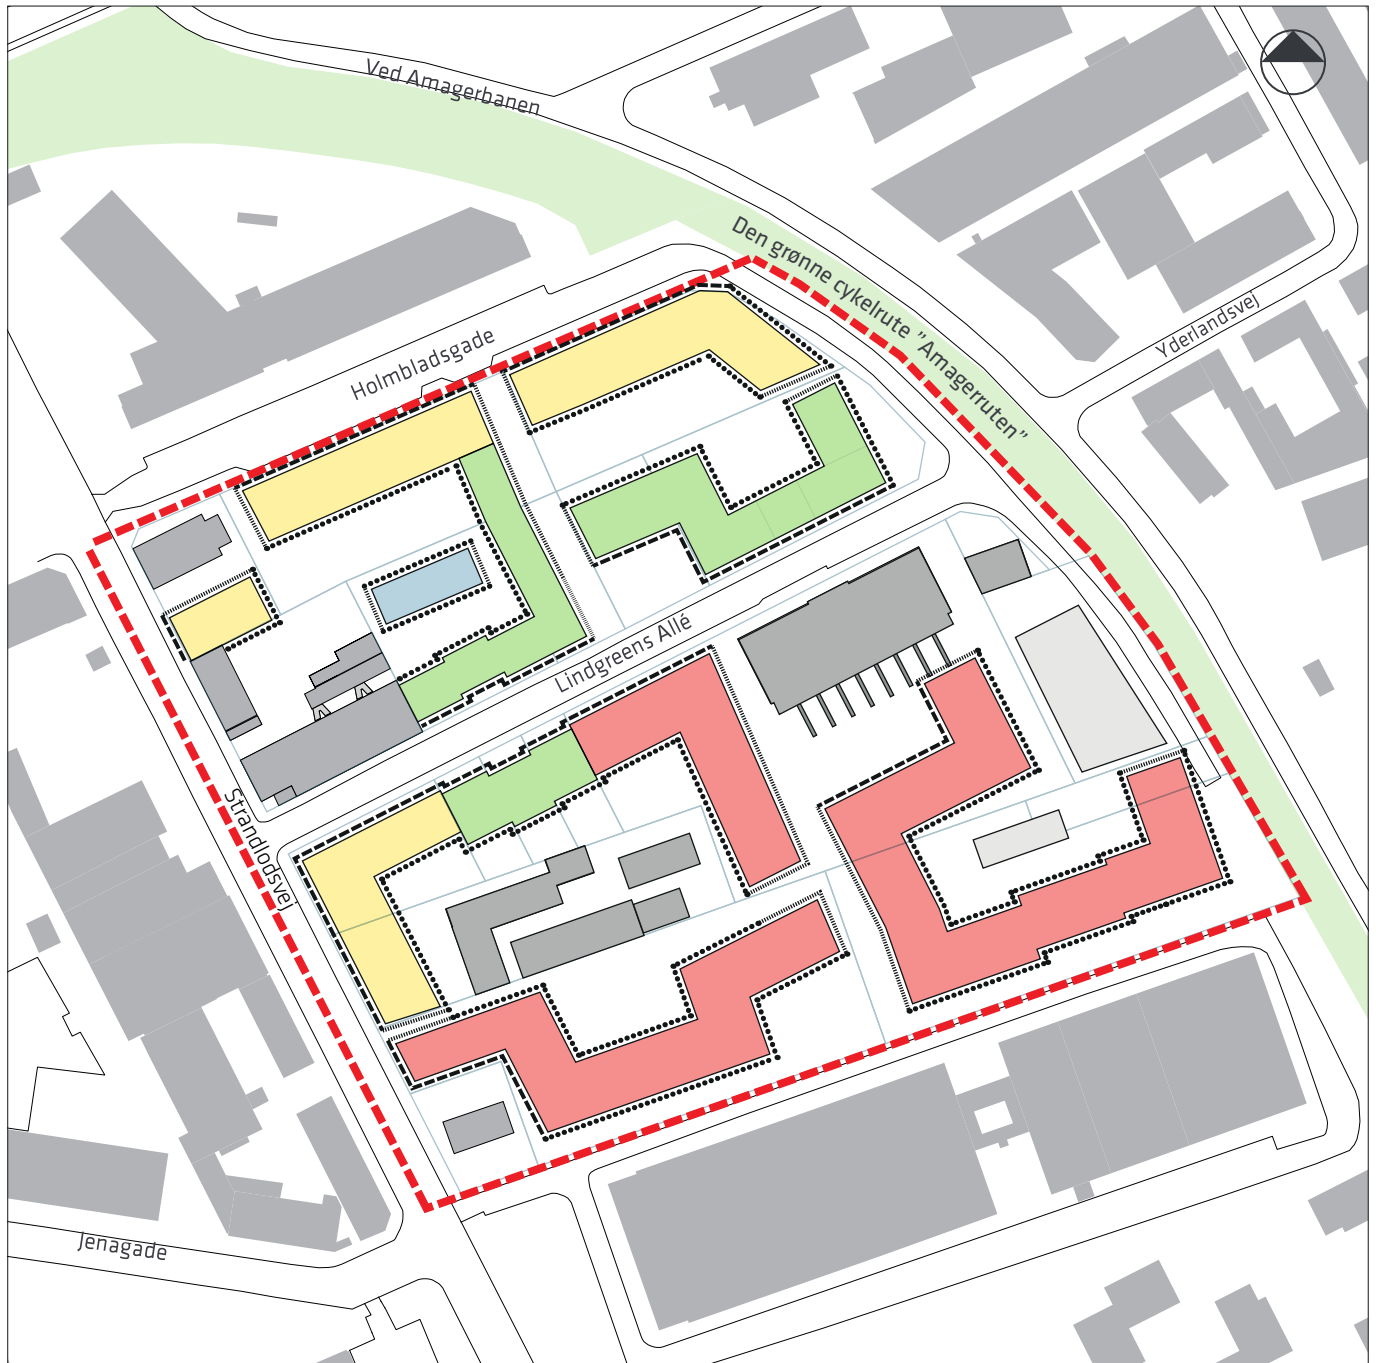 Ved Amagerbanen
Den grønne cykelrute ”Amagerruten”
Yderlandsvej
Holmbladsgade
Lindgreens Allé
Strandlodsvej
Jenagade